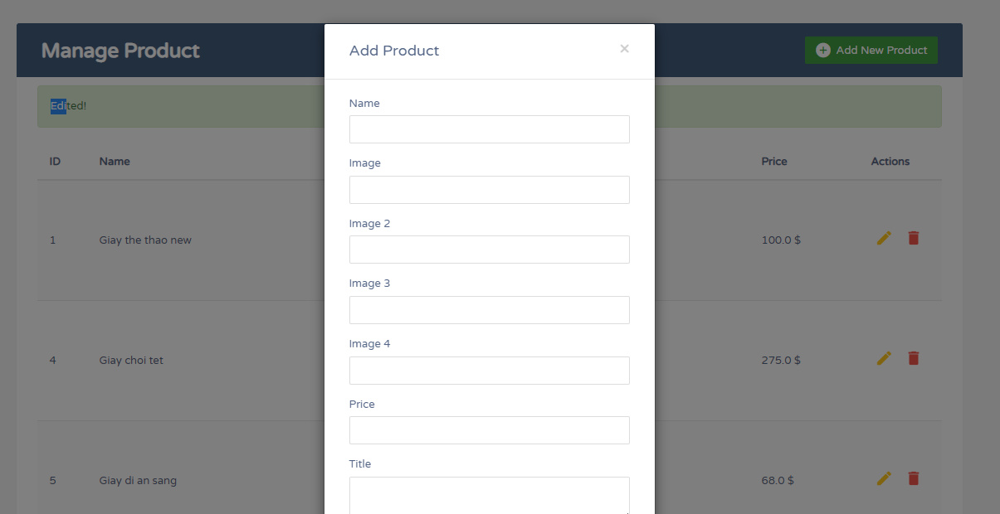 Manage Product
Add New Product
Edited!
ID Name Price Actions
1 Giay the thao new 100.0 $
4 Giay choi tet 275.0 $
5 Giay di an sang 68.0 $
Add Product ×
Name
Image
Image 2
Image 3
Image 4
Price
Title